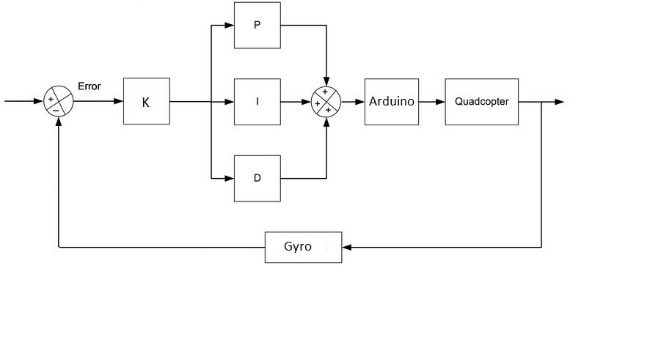 P
Error
+
−
K
I
+
+
+
Arduino
Quadcopter
D
Gyro